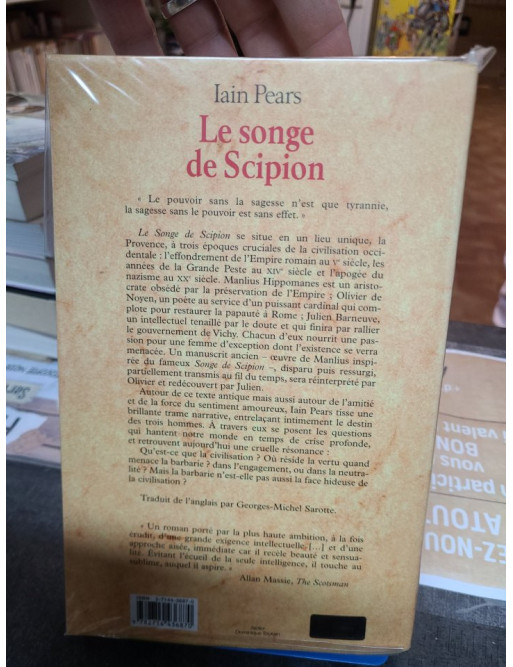 Iain Pears
Le songe
de Scipion
« Le pouvoir sans la sagesse n'est que tyrannie,
la sagesse sans le pouvoir est sans effet. »
Le Songe de Scipion se situe en un lieu unique, la
Provence, à trois époques cruciales de la civilisation occi-
dentale : l'effondrement de l'Empire romain au Vᵉ siècle, les
années de la Grande Peste au XIVᵉ siècle et l'apogée du
nazisme au XXᵉ siècle. Manlius Hippomanes est un aristo-
crate obsédé par la préservation de l'Empire ; Olivier de
Noyen, un poète au service d'un puissant cardinal qui com-
plote pour restaurer la papauté à Rome ; Julien Barneuve,
un intellectuel tenaillé par le doute et qui finira par rallier
le gouvernement de Vichy. Chacun d'eux nourrit une pas-
sion pour une femme d'exception dont l'existence se verra
menacée. Un manuscrit ancien – œuvre de Manlius inspi-
rée du fameux Songe de Scipion –, disparu puis ressurgi,
partiellement transmis au fil du temps, sera réinterprété par
Olivier et redécouvert par Julien.
Autour de ce texte antique mais aussi autour de l'amitié
et de la force du sentiment amoureux, Iain Pears tisse une
brillante trame narrative, entrelaçant intimement le destin
des trois hommes. À travers eux se posent les questions
qui hantent notre monde en temps de crise profonde,
et retrouvent aujourd'hui une cruelle résonance :
Qu'est-ce que la civilisation ? Où réside la vertu quand
menace la barbarie ? dans l'engagement, ou dans la neutra-
lité ? Mais la barbarie n'est-elle pas aussi la face hideuse de
la civilisation ?
Traduit de l'anglais par Georges-Michel Sarotte.
« Un roman porté par la plus haute ambition, à la fois
érudit, d'une grande exigence intellectuelle, [...] et d'une
approche aisée, immédiate car il recèle beauté et sensua-
lité. Évitant l'écueil de la seule intelligence, il touche au
sublime, auquel il aspire. »
Allan Massie, The Scotsman
vous
BON
valent
particip
ATOU
EZ-NOU